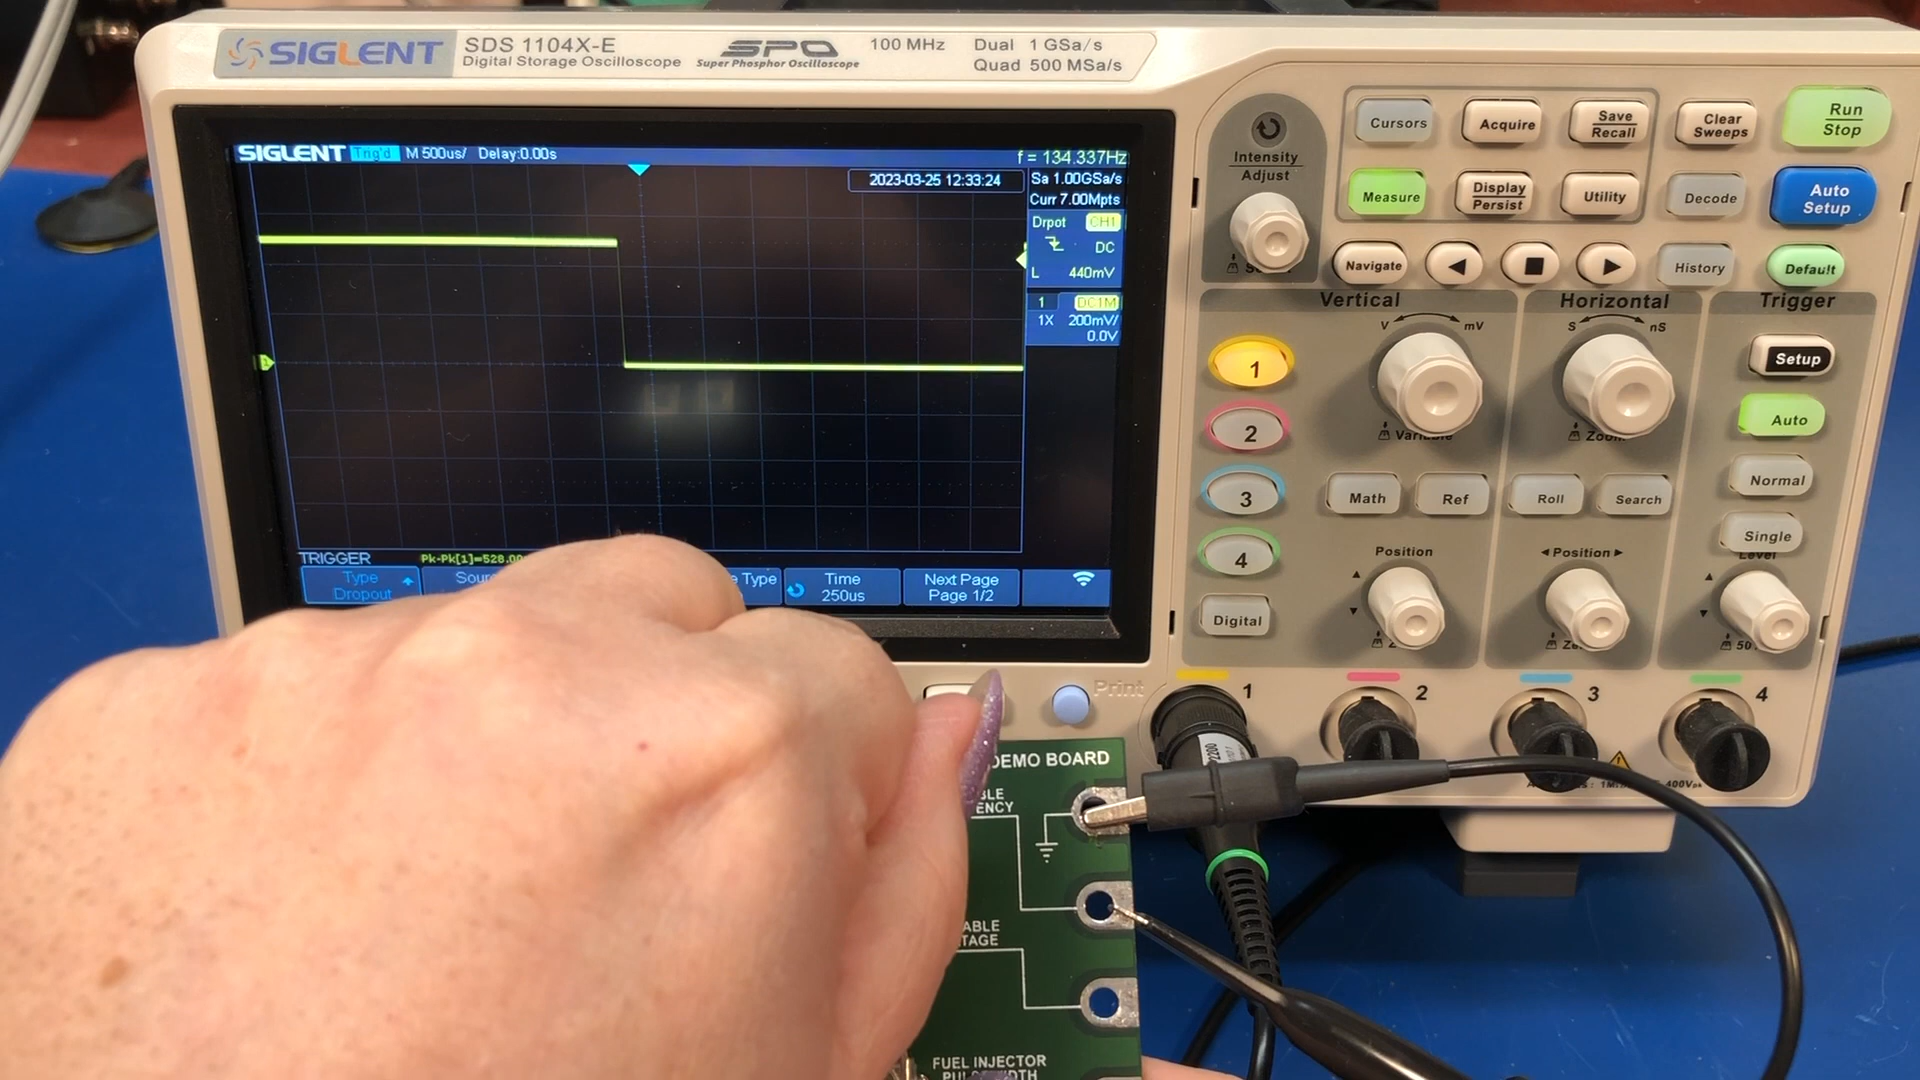 SIGLENT
SDS 1104X-E
Digital Storage Oscilloscope
SPO
Super Phosphor Oscilloscope
100 MHz
Dual 1 GSa/s
Quad 500 MSa/s
SIGLENT Trig'd M 500us/ Delay:0.00s
f = 134.337Hz
2023-03-25 12:33:24
Sa 1.00GSa/s
Curr 7.00Mpts
Drpot CH1
DC
L 440mV
1 DC1M
1X 200mV/
0.0V
TRIGGER
Type
Dropout
Type
Time
250us
Next Page
Page 1/2
Intensity
Adjust
Cursors
Acquire
Save
Recall
Clear
Sweeps
Run
Stop
Measure
Display
Persist
Utility
Decode
Auto
Setup
Navigate
History
Default
Vertical
Horizontal
Trigger
V mV
S nS
1
2
3
4
Digital
Variable
Zoom
Setup
Auto
Normal
Single
Level
Math
Ref
Roll
Search
Position
Position
Print
1
2
3
4
DEMO BOARD
FUEL INJECTOR